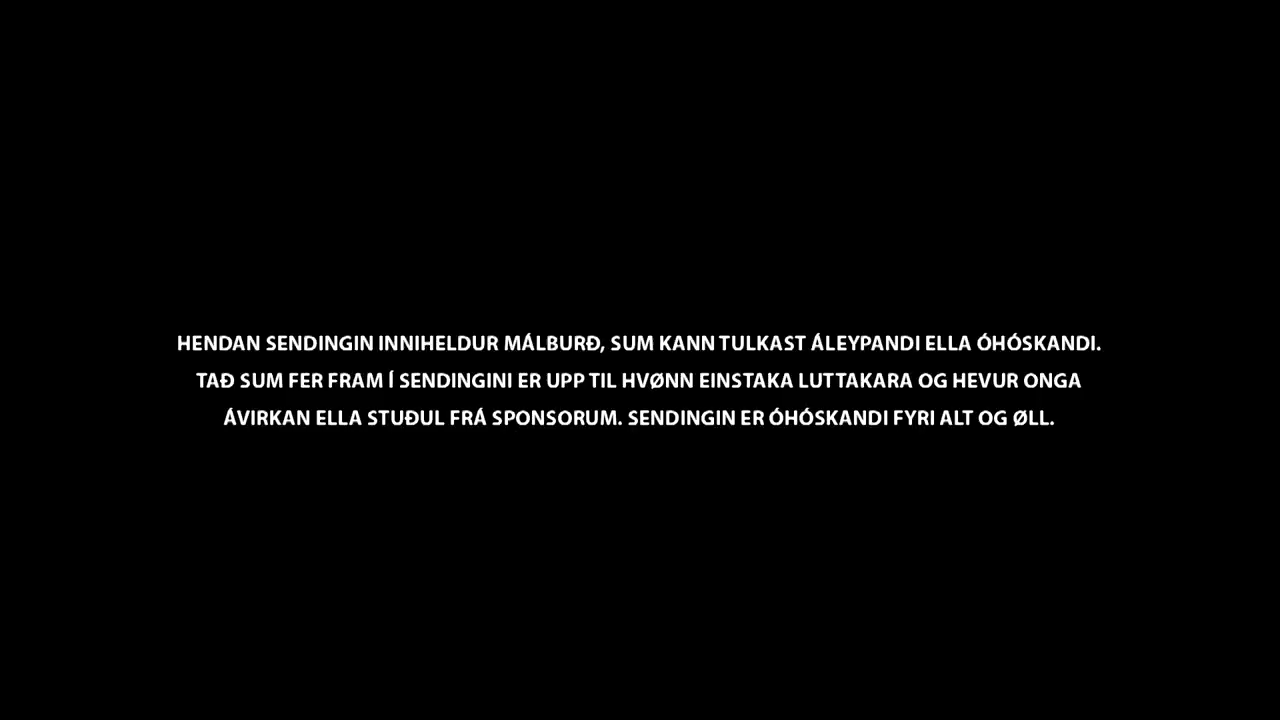 HENDAN SENDINGIN INNIHELDUR MÁLBURÐ, SUM KANN TULKAST ÁLEYPANDI ELLA ÓHÓSKANDI.
TAÐ SUM FER FRAM Í SENDINGINI ER UPP TIL HVØNN EINSTAKA LUTTAKARA OG HEVUR ONGA
ÁVIRKAN ELLA STUÐUL FRÁ SPONSORUM. SENDINGIN ER ÓHÓSKANDI FYRI ALT OG ØLL.